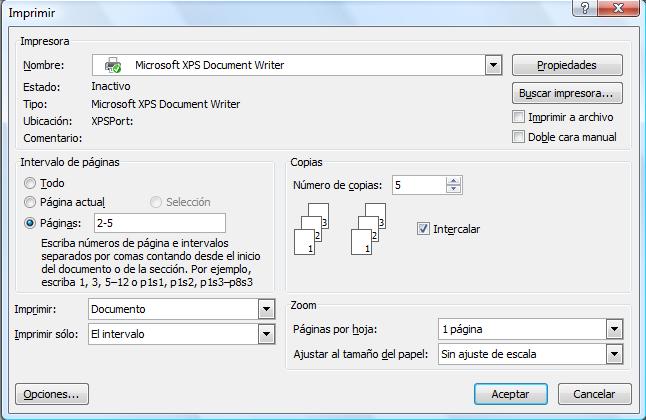 Imprimir
Impresora
Nombre: Microsoft XPS Document Writer Propiedades
Estado: Inactivo
Buscar impresora...
Tipo: Microsoft XPS Document Writer
Ubicación: XPSPort: Imprimir a archivo
Comentario: Doble cara manual
Intervalo de páginas
Todo
Página actual Selección
Páginas: 2-5
Escriba números de página e intervalos
separados por comas contando desde el inicio
del documento o de la sección. Por ejemplo,
escriba 1, 3, 5–12 o p1s1, p1s2, p1s3–p8s3
Copias
Número de copias: 5
3 3
2 2
1 1
Intercalar
Imprimir: Documento
Imprimir sólo: El intervalo
Zoom
Páginas por hoja: 1 página
Ajustar al tamaño del papel: Sin ajuste de escala
Opciones... Aceptar Cancelar